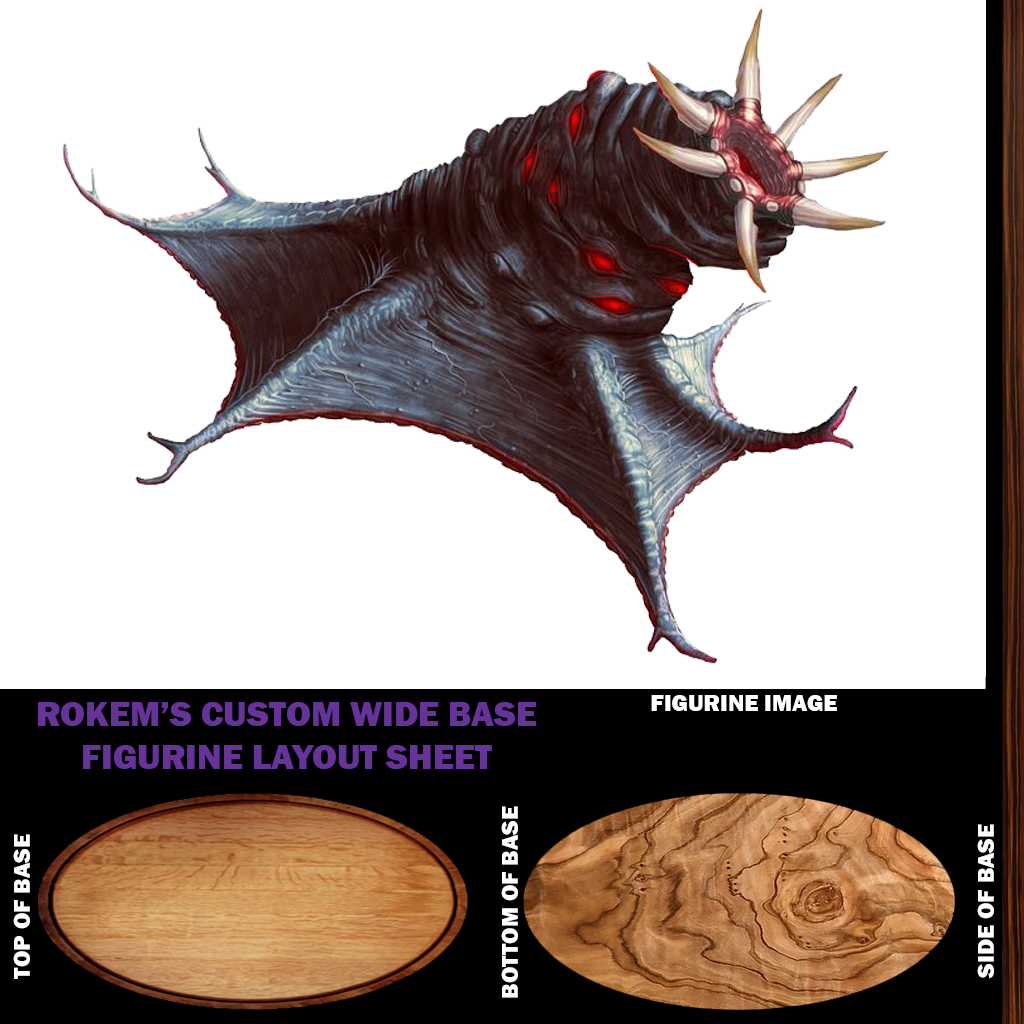 ROKEM’S CUSTOM WIDE BASE
FIGURINE LAYOUT SHEET
FIGURINE IMAGE
TOP OF BASE
BOTTOM OF BASE
SIDE OF BASE